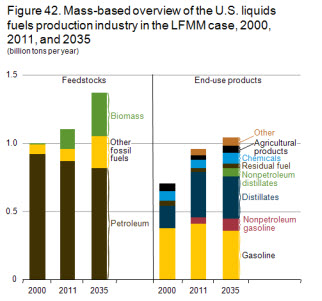 Figure 42. Mass-based overview of the U.S. liquids
fuels production industry in the LFMM case, 2000,
2011, and 2035
(billion tons per year)
Feedstocks
End-use products
1.5
1.0
0.5
0
Biomass
Other
fossil
fuels
Petroleum
Other
Agricultural
products
Chemicals
Residual fuel
Nonpetroleum
distillates
Distillates
Nonpetroleum
gasoline
Gasoline
2000 2011 2035 2000 2011 2035